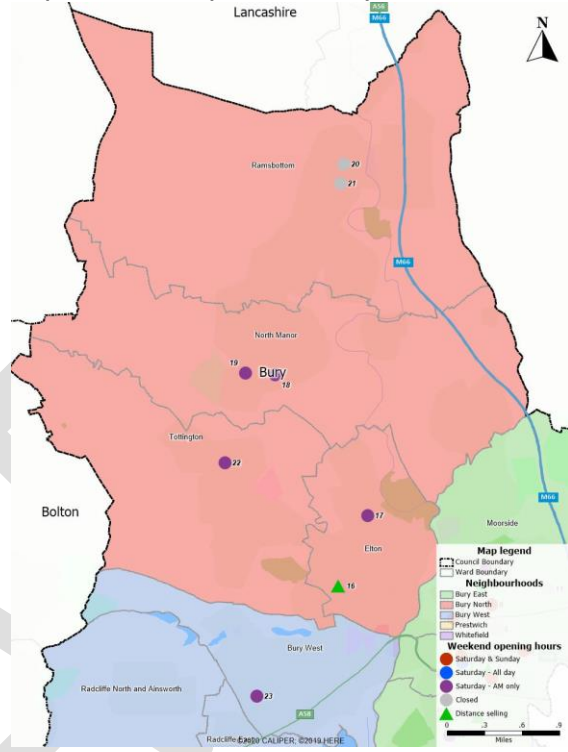 Lancashire
A56
M66
N
20
Ramsbottom
21
M66
North Manor
19
Bury
18
Tottington
22
Bolton
17
M66
Moorside
Elton
16
Map legend
Council Boundary
Ward Boundary
Neighbourhoods
Bury East
Bury North
Bury West
Prestwich
Whitefield
Weekend opening hours
Saturday & Sunday
Saturday - All day
Saturday - AM only
Closed
Distance selling
0 .3 .6 .9
Miles
Bury West
Radcliffe North and Ainsworth
23
A58
Radcliffe
CALIPER; ©2019 HERE